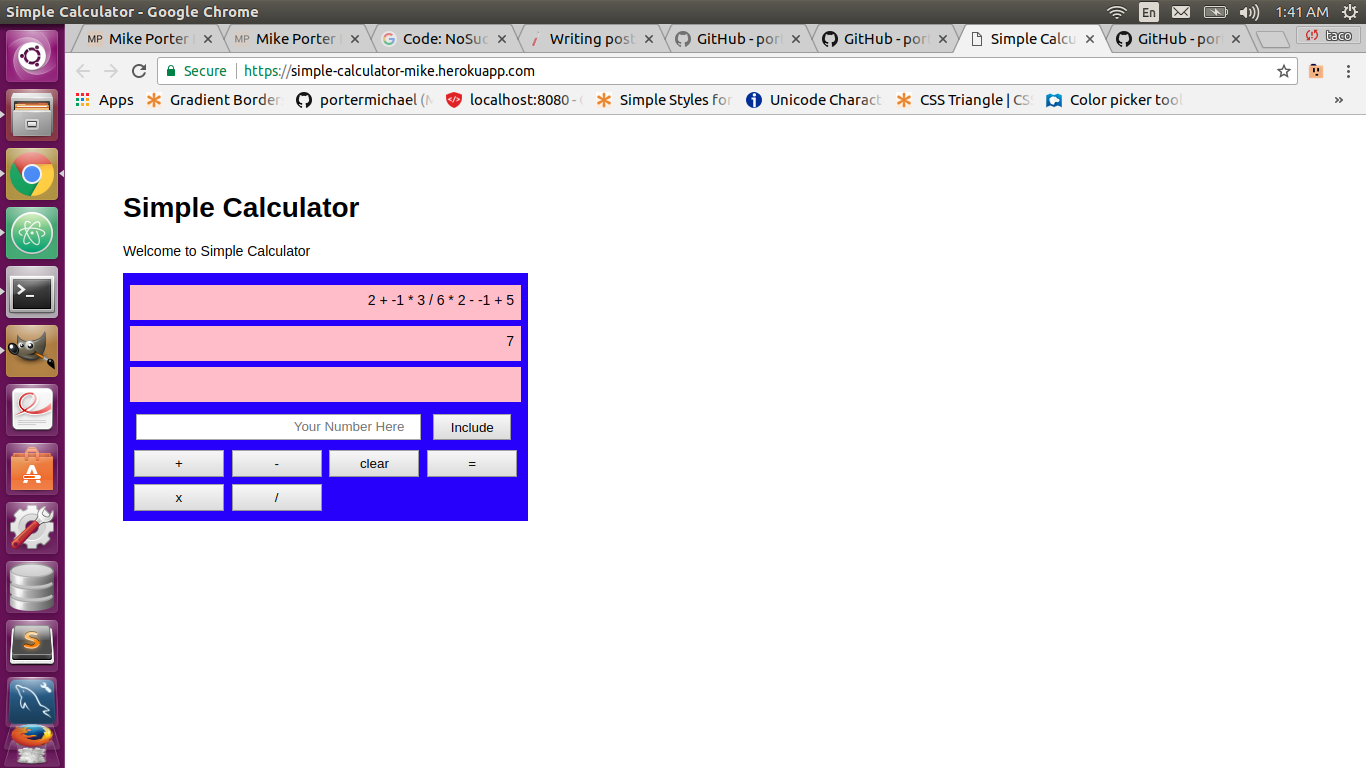 Simple Calculator - Google Chrome
En
1:41 AM
MP Mike Porter
MP Mike Porter
Code: NoSuc
Writing post
GitHub - por
GitHub - por
Simple Calcu
GitHub - por
taco
Secure
https://simple-calculator-mike.herokuapp.com
Apps
Gradient Border
portermichael (M
localhost:8080 -
Simple Styles for
Unicode Charact
CSS Triangle | CS
Color picker tool
»
Simple Calculator
Welcome to Simple Calculator
2 + -1 * 3 / 6 * 2 - -1 + 5
7
Your Number Here
Include
+
-
clear
=
x
/